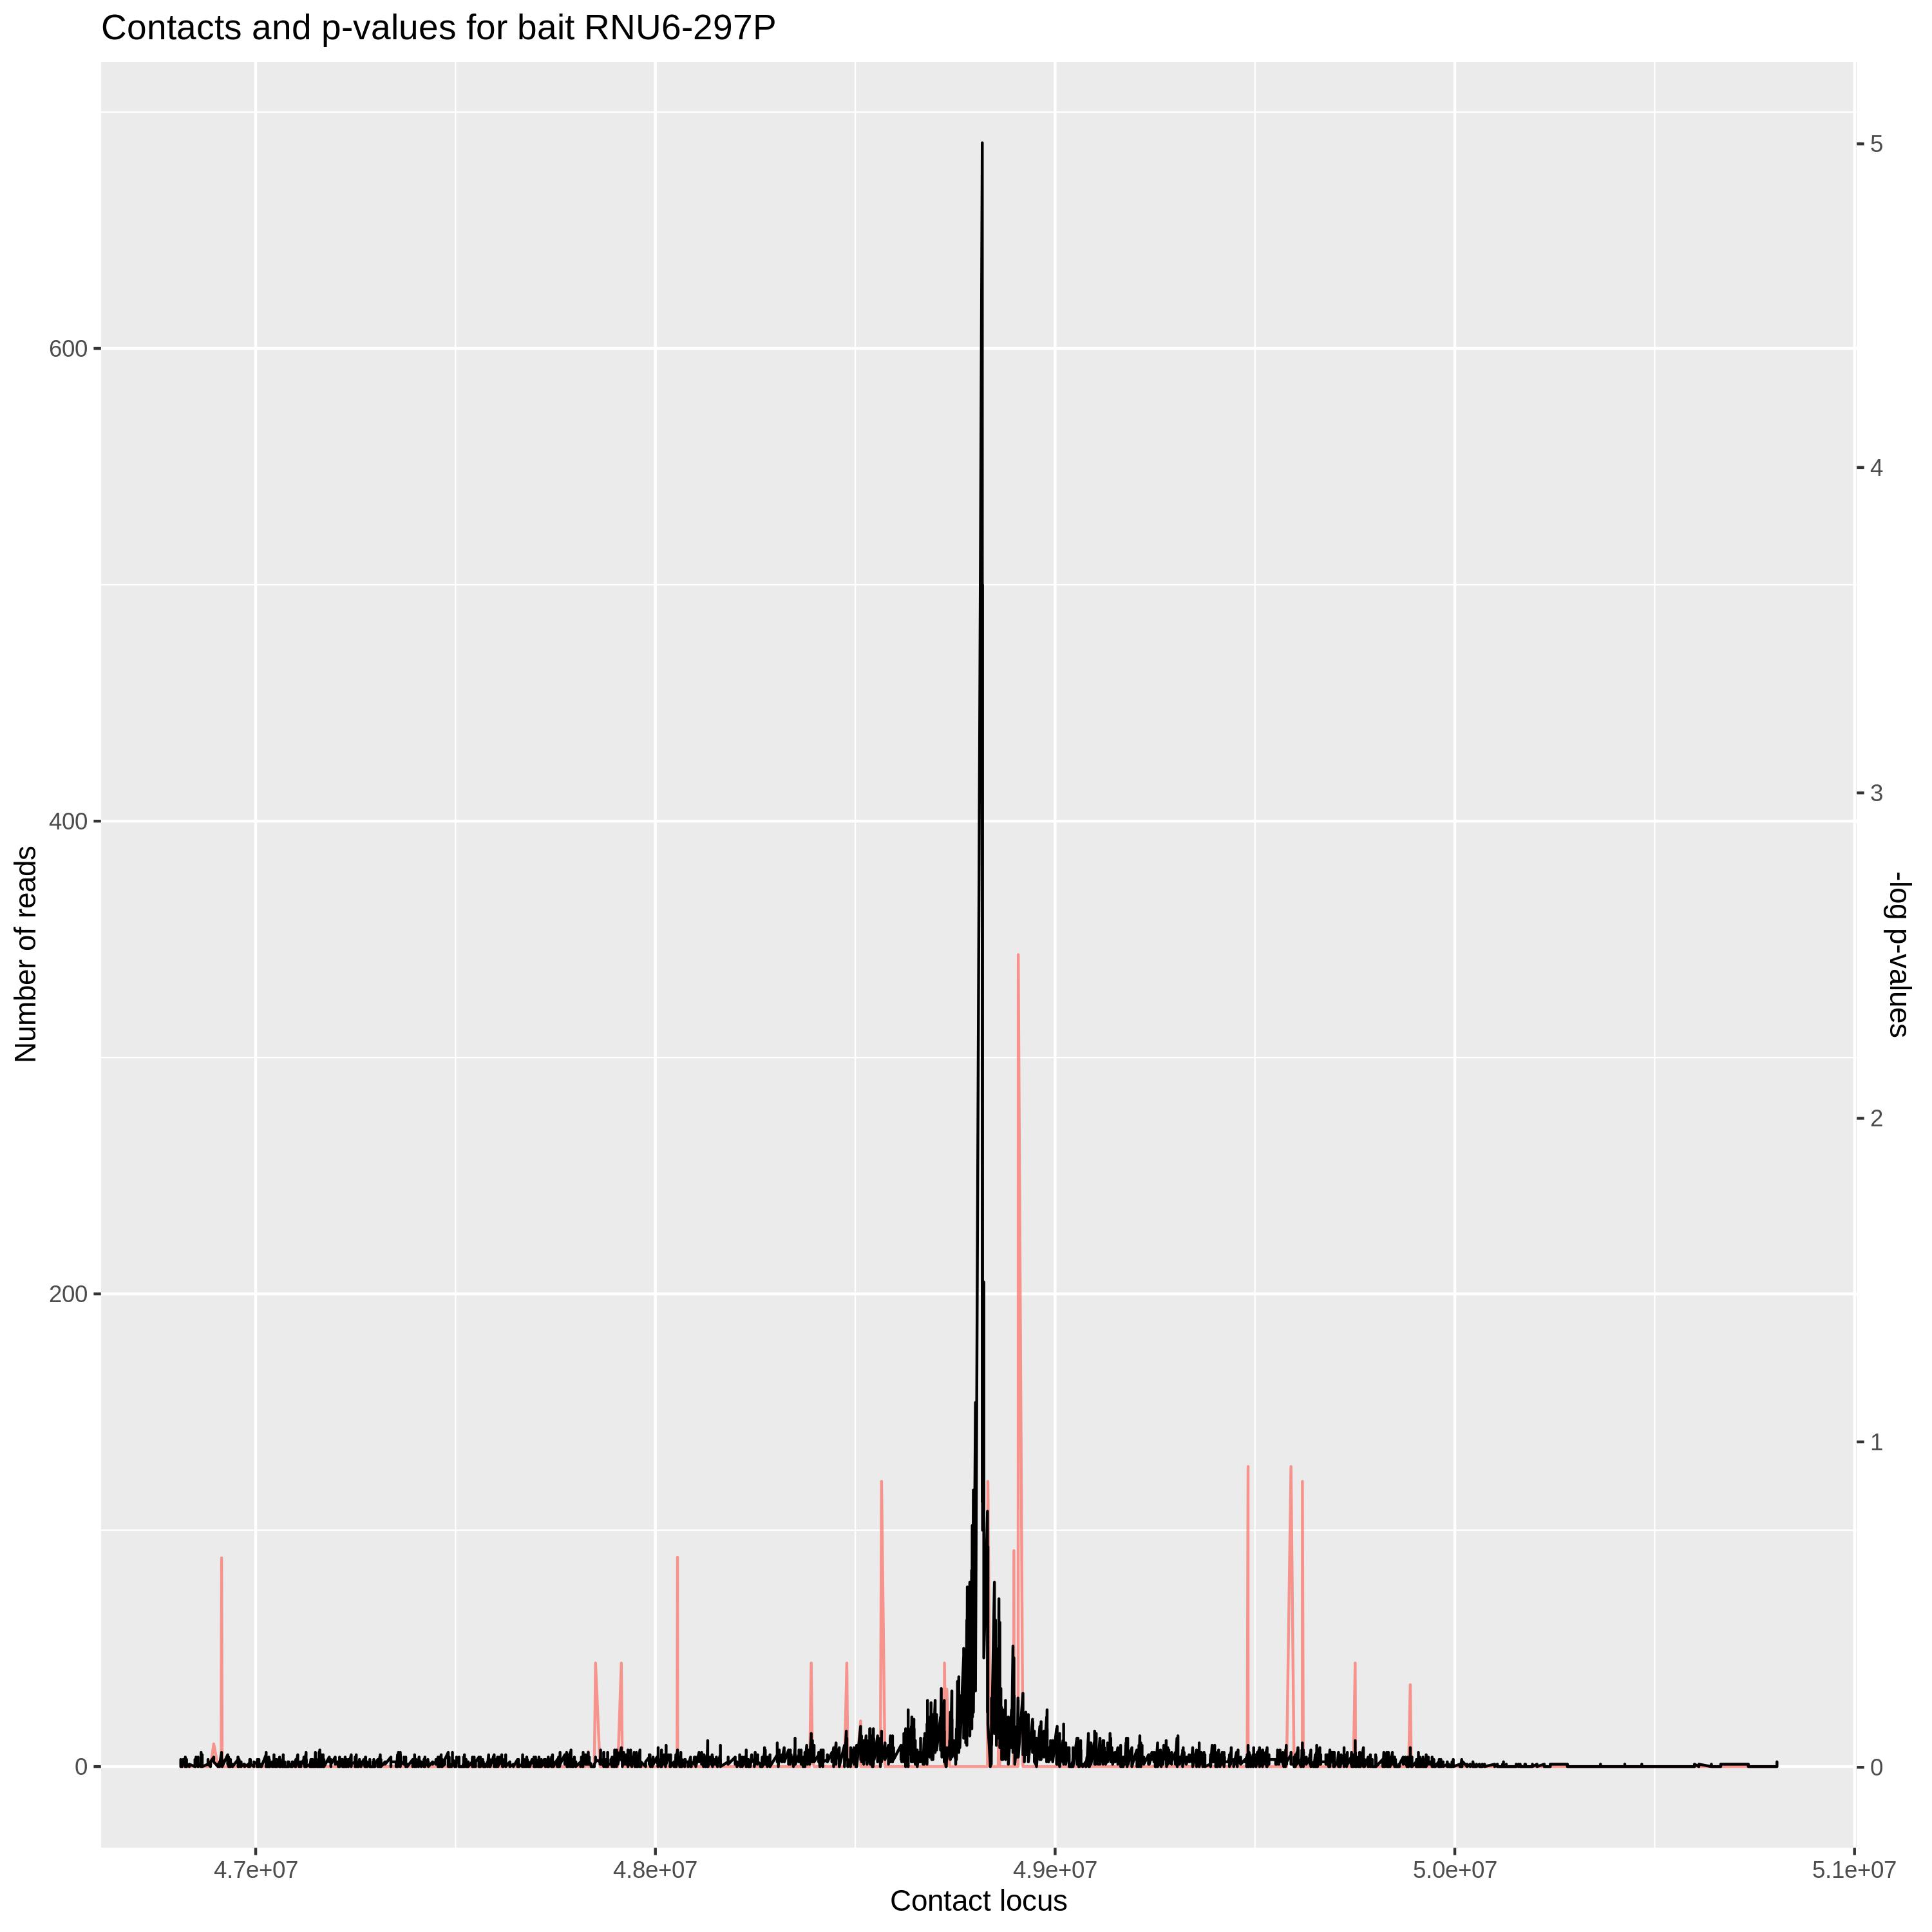 Contacts and p-values for bait RNU6-297P
Number of reads
600
400
200
0
5
4
3
2
1
0
-log p-values
4.7e+07
4.8e+07
4.9e+07
5.0e+07
5.1e+07
Contact locus